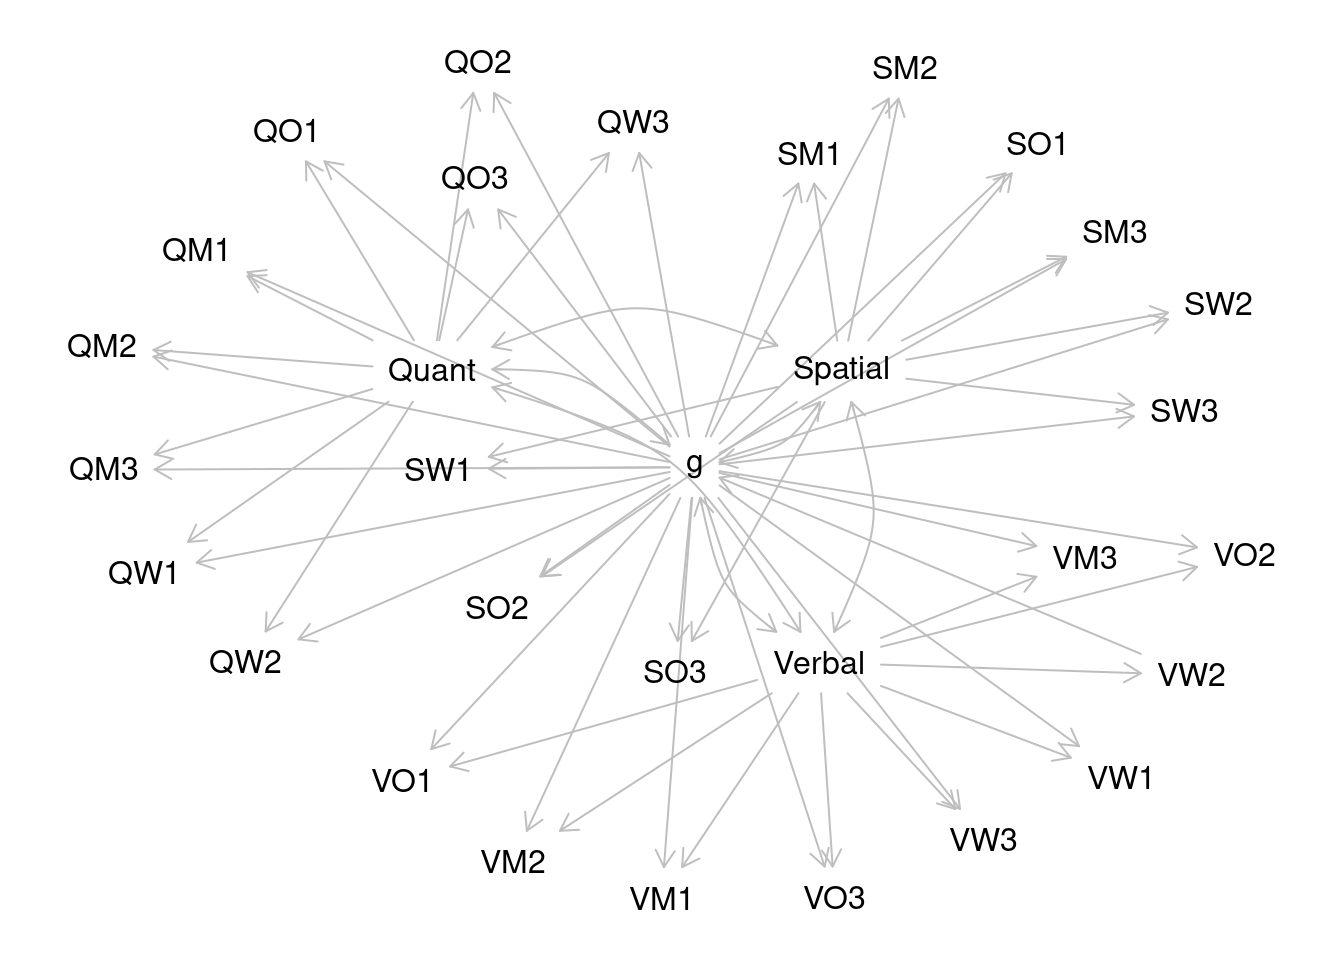 QO2
SM2
QW3
QO1
SO1
SM1
QO3
SM3
QM1
SW2
QM2
Quant
Spatial
SW3
g
QM3
SW1
VM3
VO2
QW1
SO2
QW2
SO3
Verbal
VW2
VO1
VW1
VW3
VM2
VM1
VO3